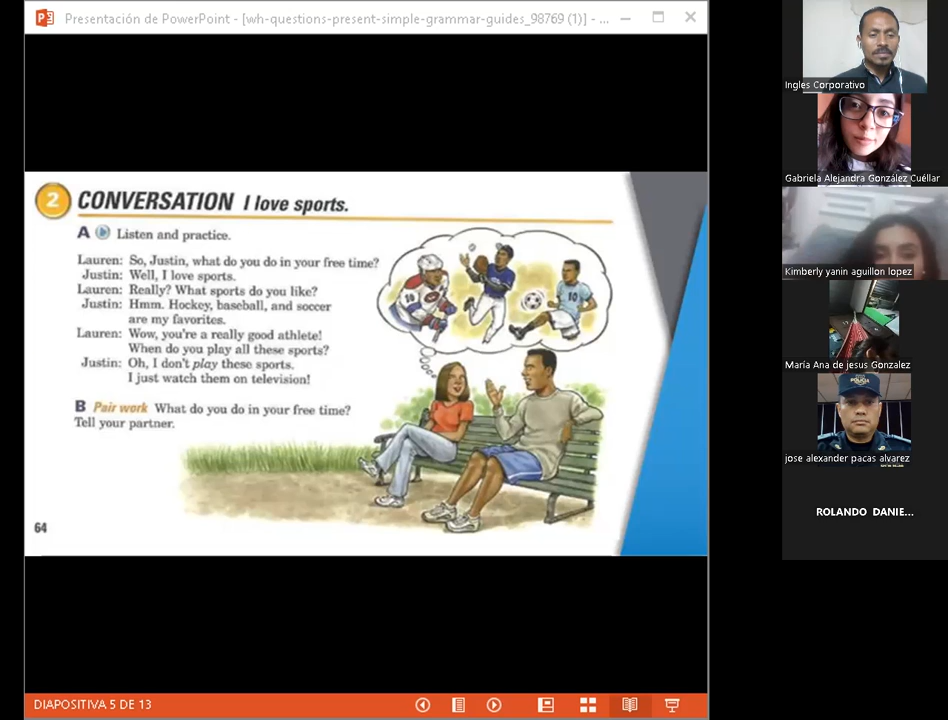 Presentación de PowerPoint - [wh-questions-present-simple-grammar-guides_98769 (1)] - ...
2 CONVERSATION I love sports.
A Listen and practice.
Lauren: So, Justin, what do you do in your free time?
Justin: Well, I love sports.
Lauren: Really? What sports do you like?
Justin: Hmm. Hockey, baseball, and soccer
are my favorites.
Lauren: Wow, you're a really good athlete!
When do you play all these sports?
Justin: Oh, I don't play these sports.
I just watch them on television!
B Pair work What do you do in your free time?
Tell your partner.
10
64
DIAPOSITIVA 5 DE 13
Ingles Corporativo
Gabriela Alejandra González Cuéllar
Kimberly yanin aguillon lopez
María Ana de jesus Gonzalez
POLICIA
jose alexander pacas alvarez
ROLANDO DANIE...